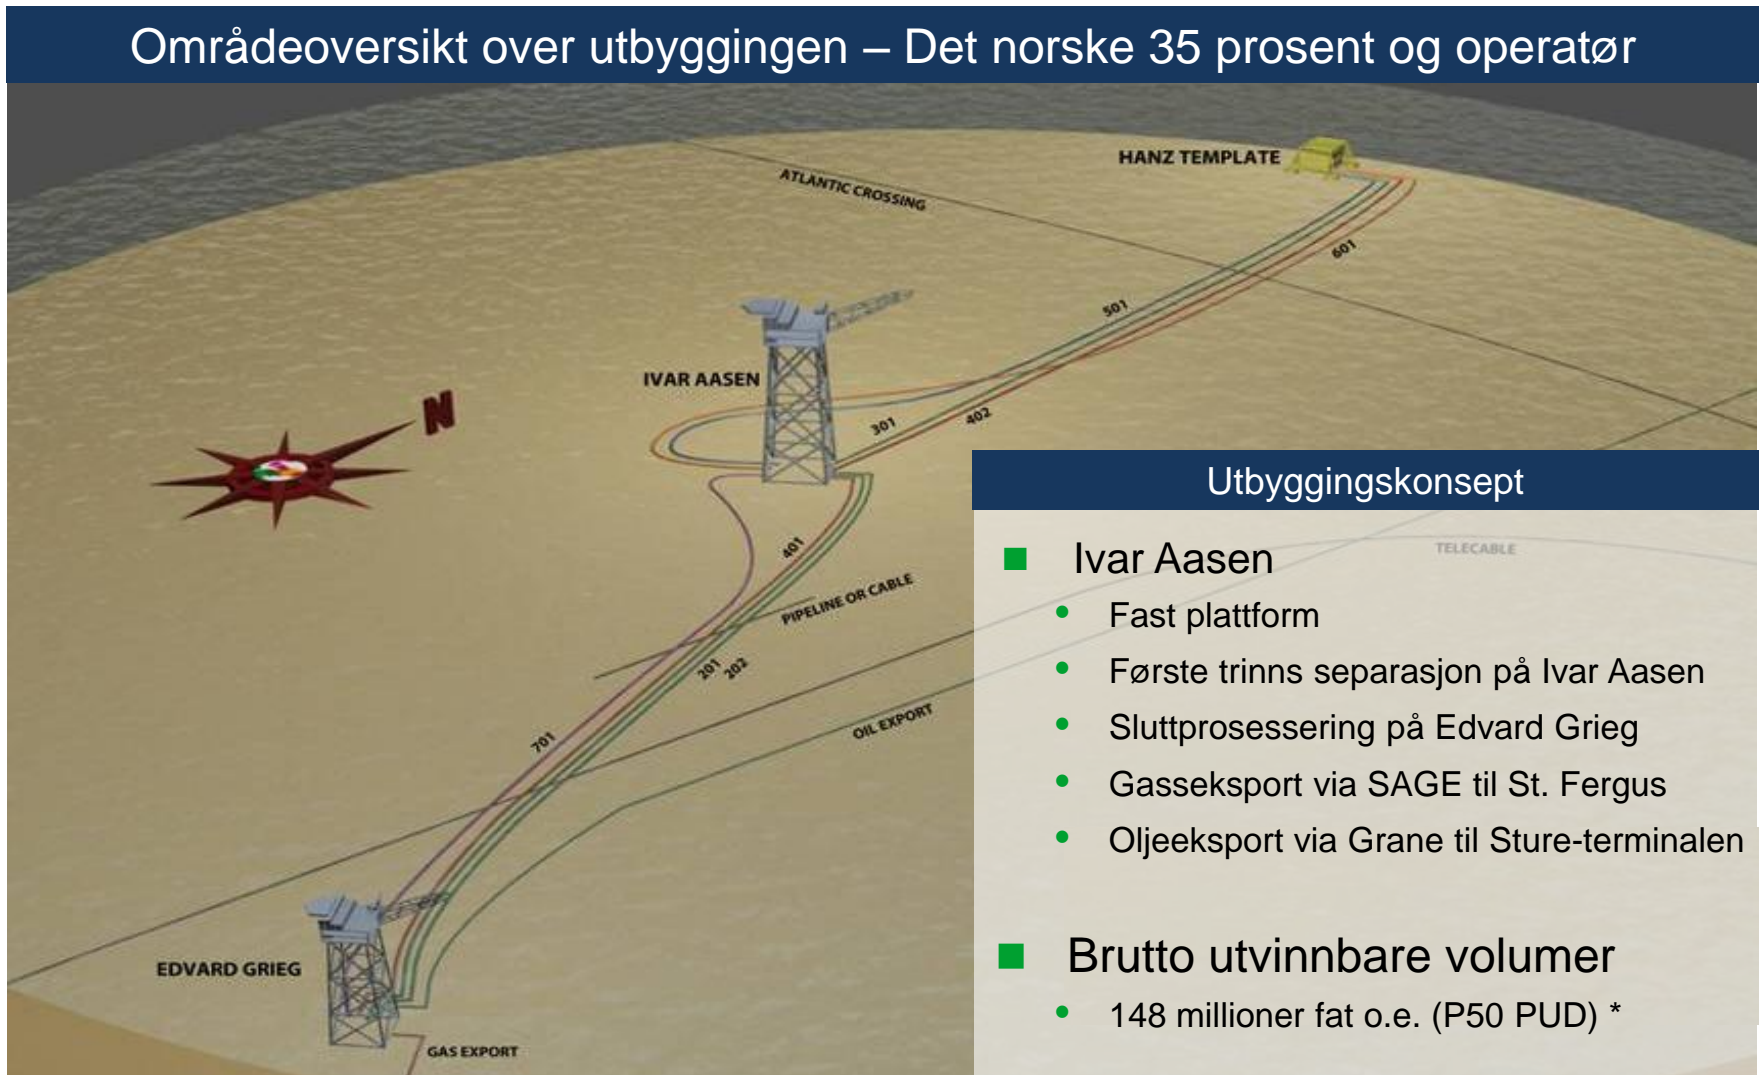 Områdeoversikt over utbyggingen – Det norske 35 prosent og operatør
HANZ TEMPLATE
ATLANTIC CROSSING
601
501
IVAR AASEN
N
301
402
401
PIPELINE OR CABLE
201
202
OIL EXPORT
701
EDVARD GRIEG
GAS EXPORT
Utbyggingskonsept
TELECABLE
Ivar Aasen
Fast plattform
Første trinns separasjon på Ivar Aasen
Sluttprosessering på Edvard Grieg
Gasseksport via SAGE til St. Fergus
Oljeeksport via Grane til Sture-terminalen
Brutto utvinnbare volumer
148 millioner fat o.e. (P50 PUD) *